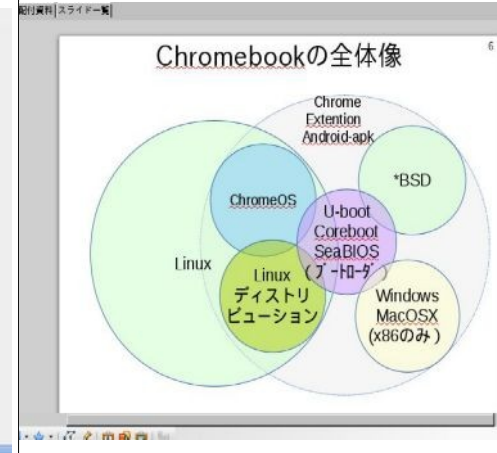 配付資料 スライド一覧
6
Chromebookの全体像
Chrome
Extention
Android-apk
*BSD
ChromeOS
U-boot
Coreboot
SeaBIOS
(ブートローダ)
Linux
Linux
ディストリ
ビューション
Windows
MacOSX
(x86のみ)